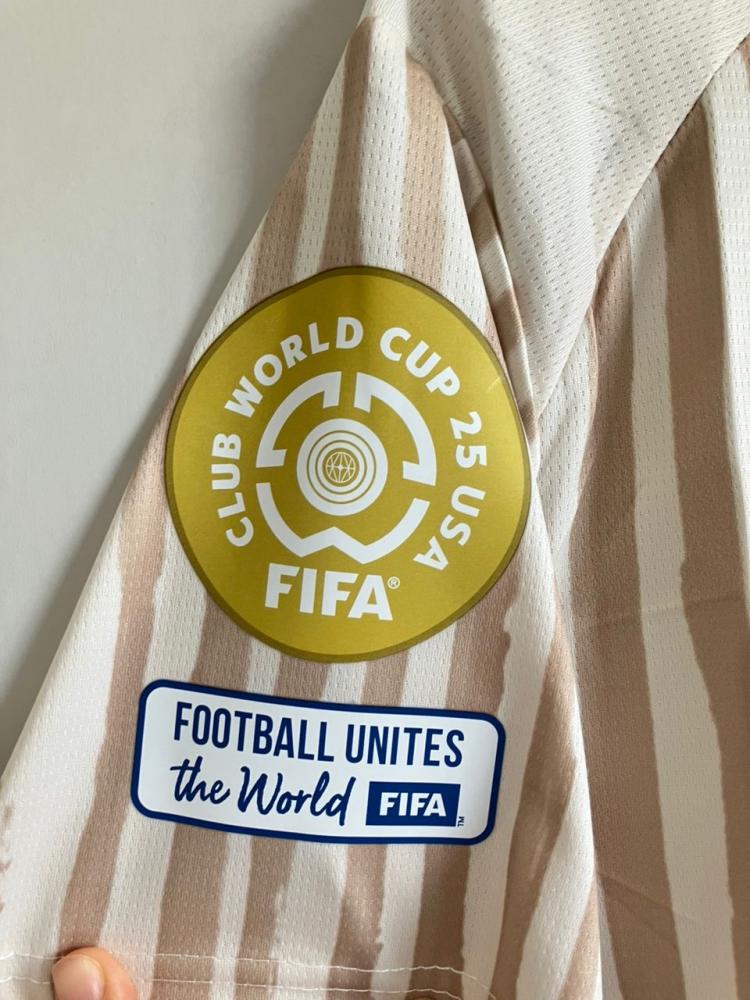 CLUB WORLD CUP 25 USA
FIFA®
FOOTBALL UNITES
the World FIFA™